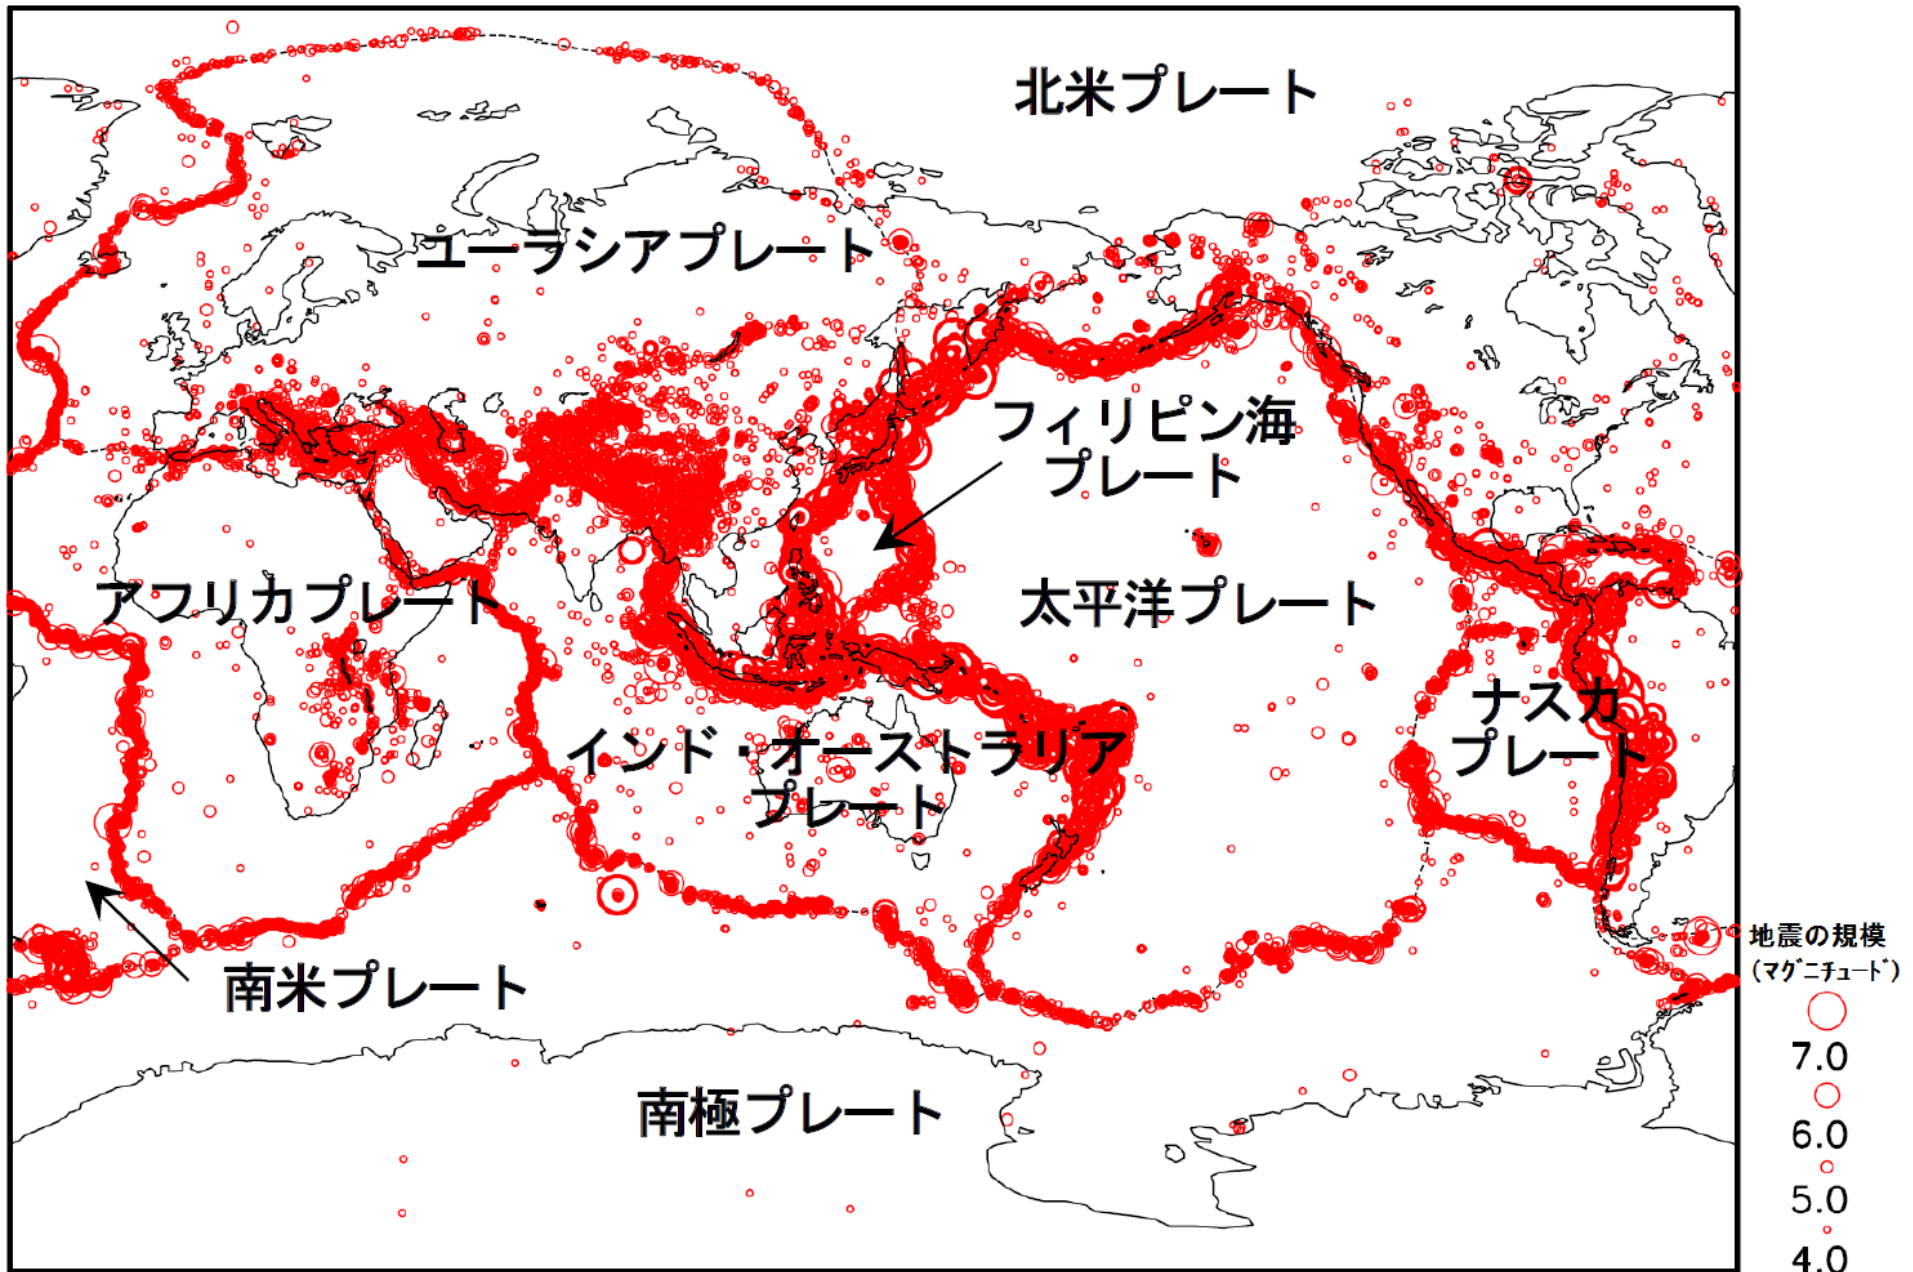 北米プレート
ユーラシアプレート
フィリピン海
プレート
アフリカプレート
太平洋プレート
ナスカ
プレート
インド・オーストラリア
プレート
南米プレート
南極プレート
地震の規模
(マグニチュード)
7.0
6.0
5.0
4.0